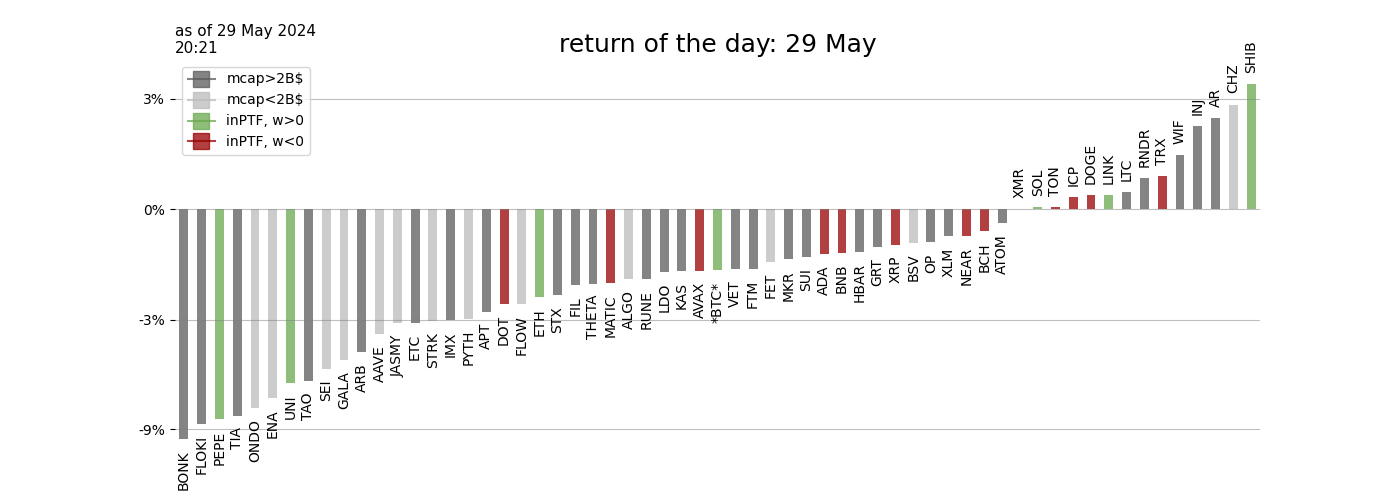 as of 29 May 2024
20:21
return of the day: 29 May
mcap>2B$
mcap<2B$
inPTF, w>0
inPTF, w<0
3%
0%
-3%
-9%
BONK
FLOKI
PEPE
TIA
ONDO
ENA
UNI
TAO
SEI
GALA
ARB
AAVE
JASMY
ETC
STRK
IMX
PYTH
APT
DOT
FLOW
ETH
STX
FIL
THETA
MATIC
ALGO
RUNE
LDO
KAS
AVAX
*BTC*
VET
FTM
FET
MKR
SUI
ADA
BNB
HBAR
GRT
XRP
BSV
OP
XLM
NEAR
BCH
ATOM
XMR
SOL
TON
ICP
DOGE
LINK
LTC
RNDR
TRX
WIF
INJ
AR
CHZ
SHIB